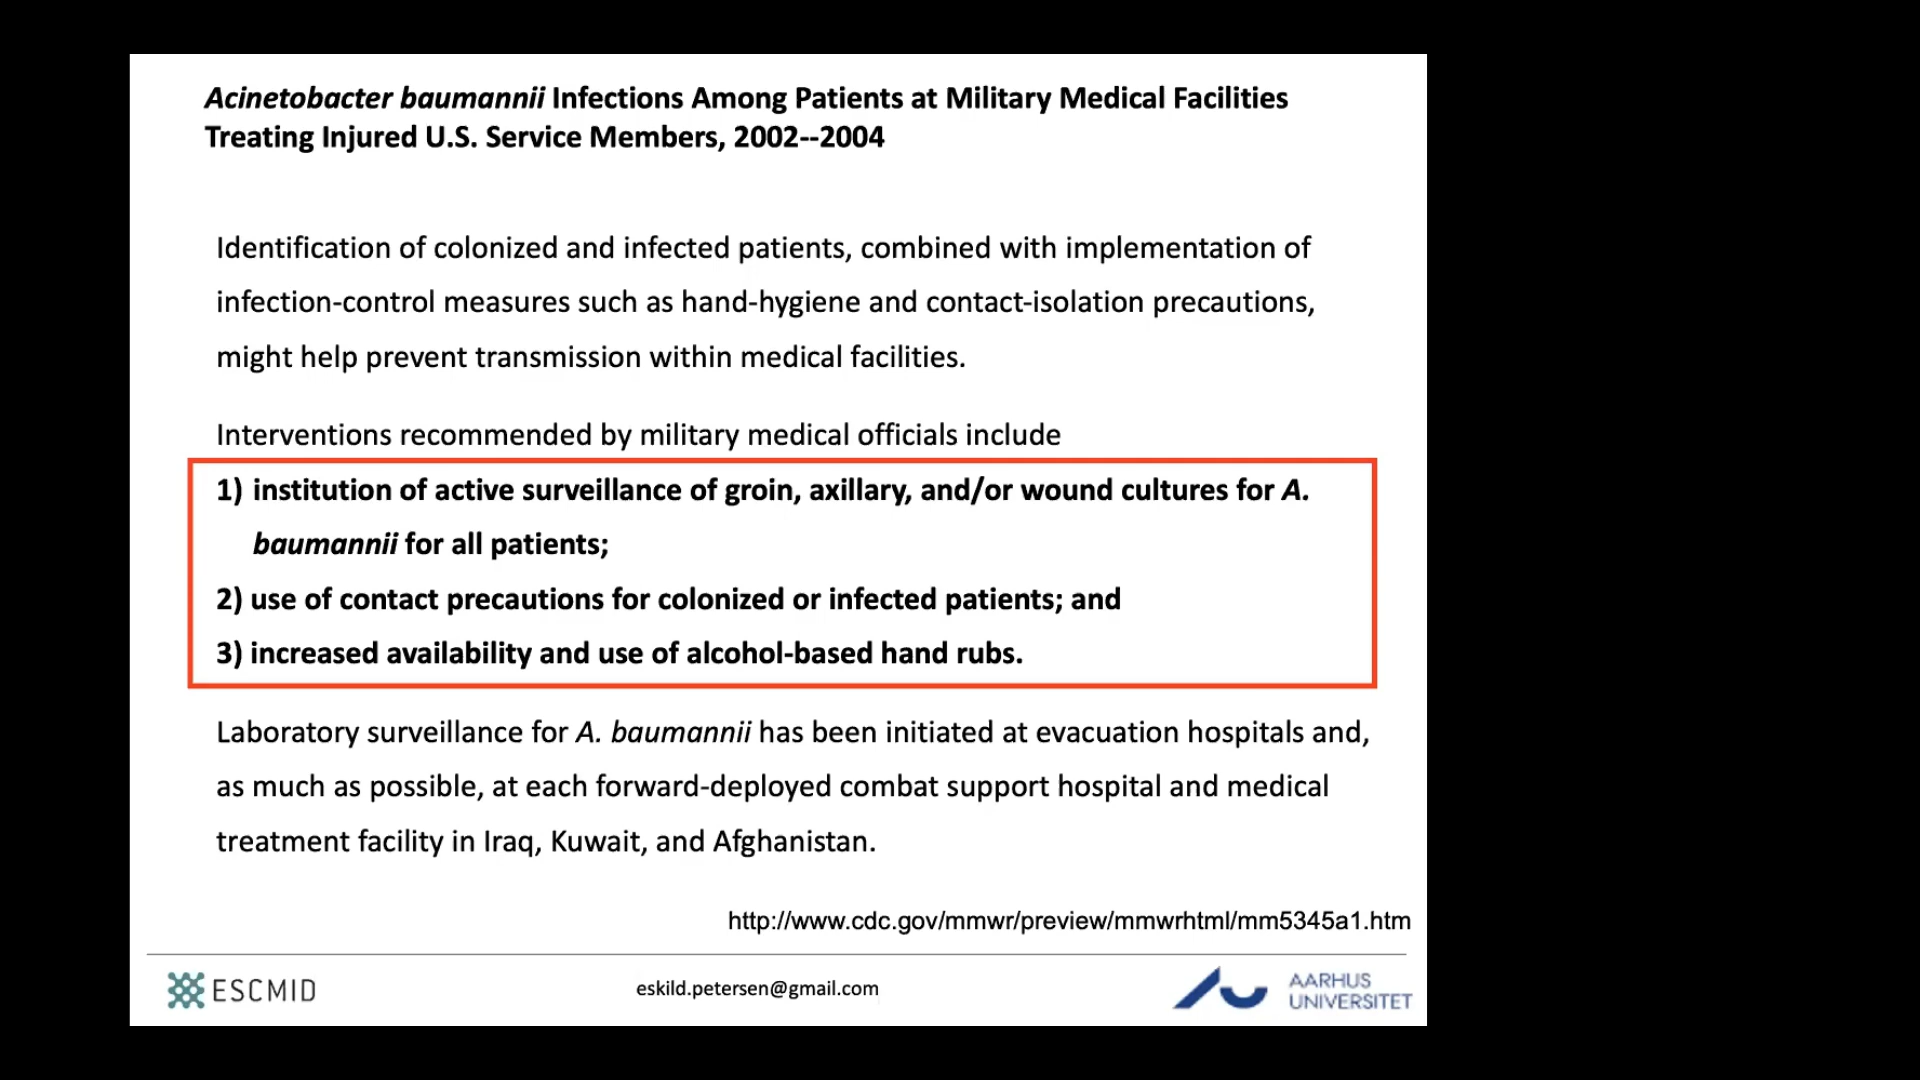 Acinetobacter baumannii Infections Among Patients at Military Medical Facilities
Treating Injured U.S. Service Members, 2002--2004
Identification of colonized and infected patients, combined with implementation of
infection-control measures such as hand-hygiene and contact-isolation precautions,
might help prevent transmission within medical facilities.
Interventions recommended by military medical officials include
1) institution of active surveillance of groin, axillary, and/or wound cultures for A.
baumannii for all patients;
2) use of contact precautions for colonized or infected patients; and
3) increased availability and use of alcohol-based hand rubs.
Laboratory surveillance for A. baumannii has been initiated at evacuation hospitals and,
as much as possible, at each forward-deployed combat support hospital and medical
treatment facility in Iraq, Kuwait, and Afghanistan.
http://www.cdc.gov/mmwr/preview/mmwrhtml/mm5345a1.htm
ESCMID
eskild.petersen@gmail.com
AARHUS
UNIVERSITET